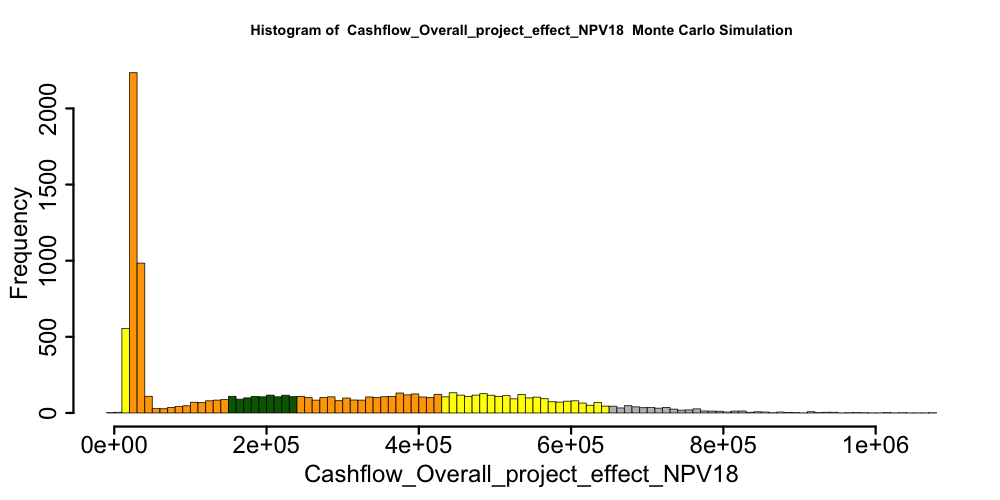 Histogram of  Cashflow_Overall_project_effect_NPV18  Monte Carlo Simulation
Frequency
2000
1500
1000
500
0
0e+00 2e+05 4e+05 6e+05 8e+05 1e+06
Cashflow_Overall_project_effect_NPV18